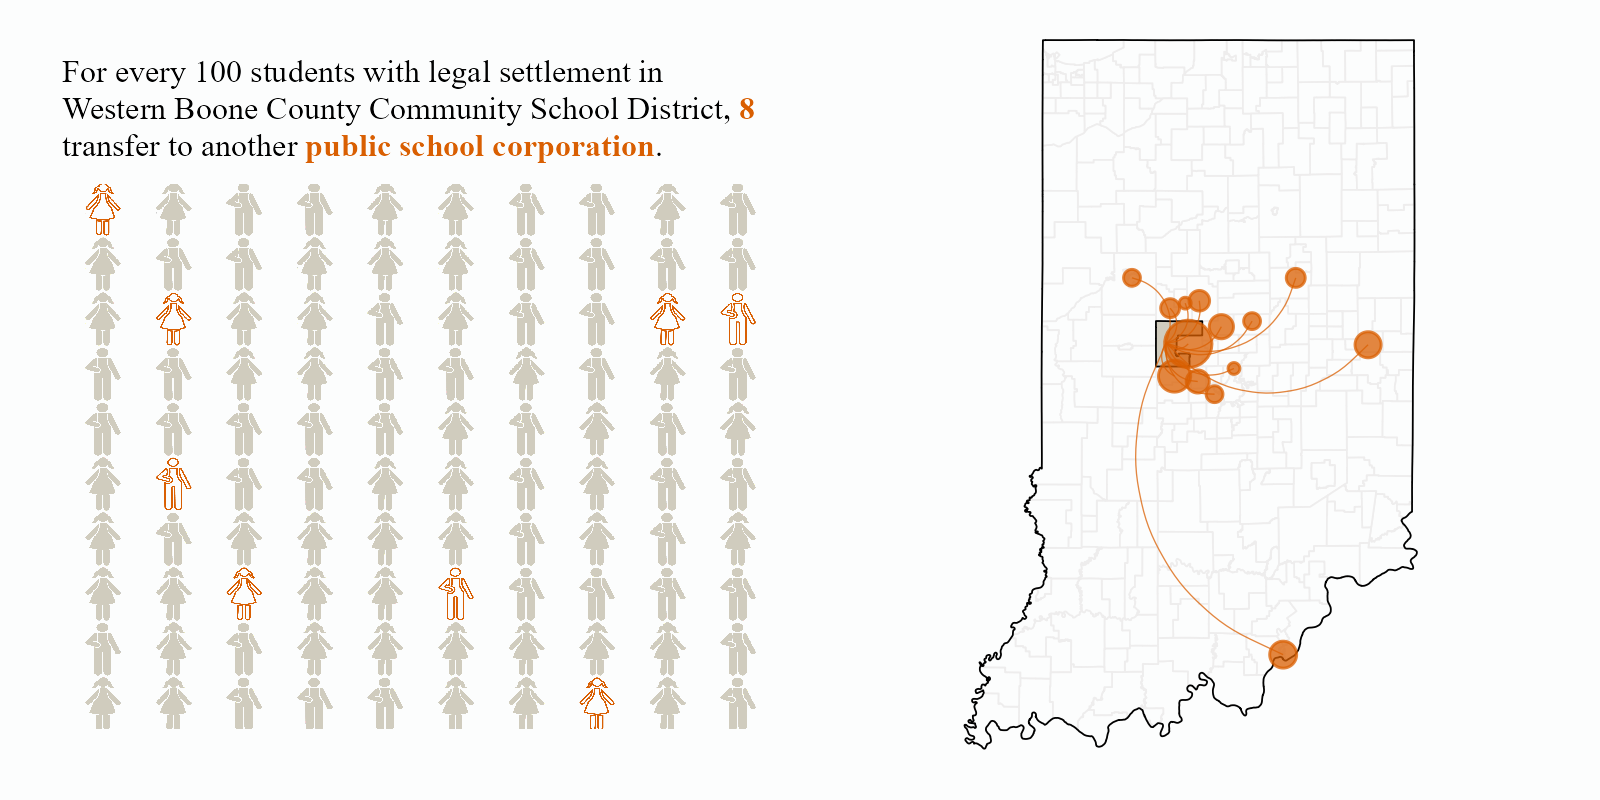 For every 100 students with legal settlement in
Western Boone County Community School District, 8
transfer to another public school corporation.